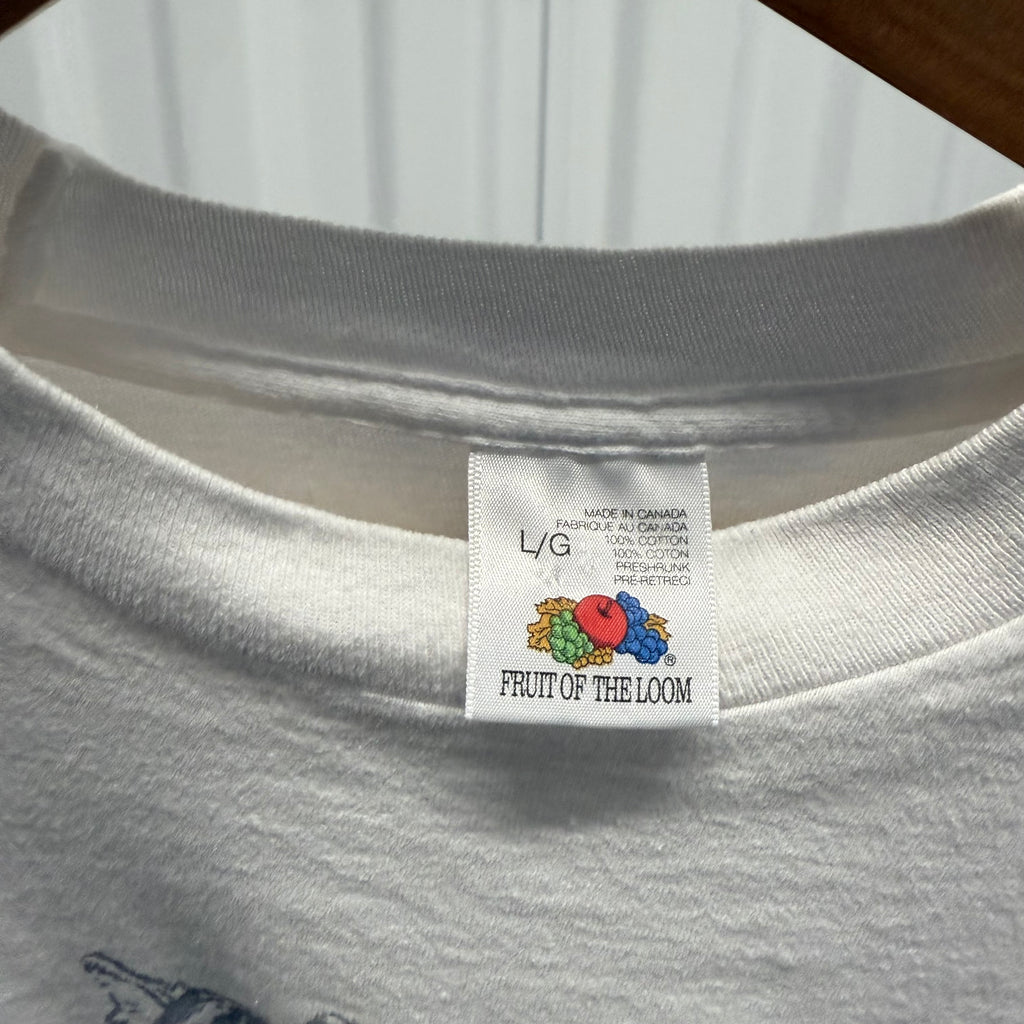 MADE IN CANADA
FABRIQUE AU CANADA
L/G
100% COTTON
100% COTON
PRESHRUNK
PRÉ-RETRÉCI
®
FRUIT OF THE LOOM